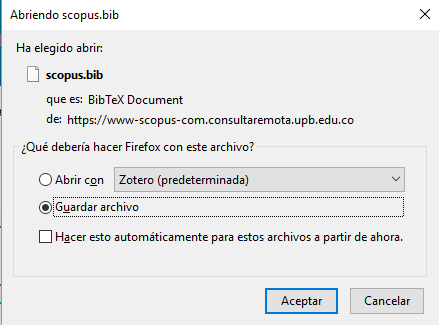 Abriendo scopus.bib
Ha elegido abrir:
scopus.bib
que es: BibTeX Document
de: https://www-scopus-com.consultaremota.upb.edu.co
¿Qué debería hacer Firefox con este archivo?
Abrir con Zotero (predeterminada)
Guardar archivo
Hacer esto automáticamente para estos archivos a partir de ahora.
Aceptar Cancelar